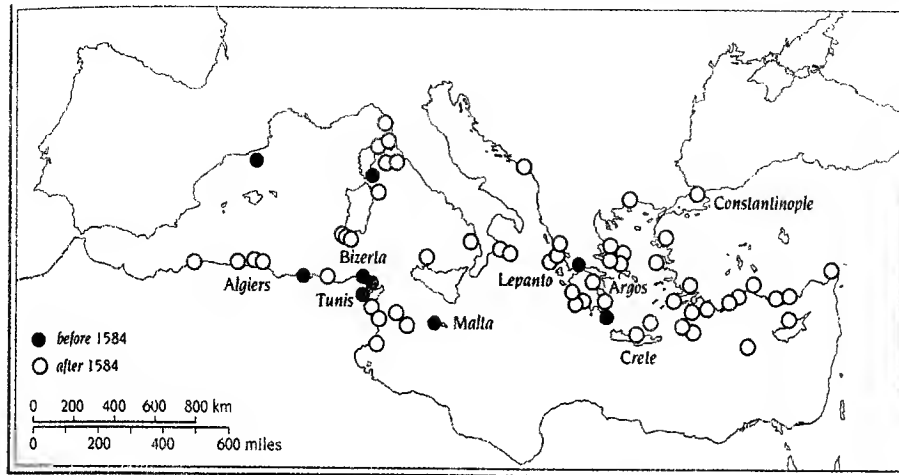 Constantinople
Bizerta
Algiers
Lepanto
Argos
Tunis
Malta
Crete
before 1584
after 1584
0 200 400 600 800 km
0 200 400 600 miles